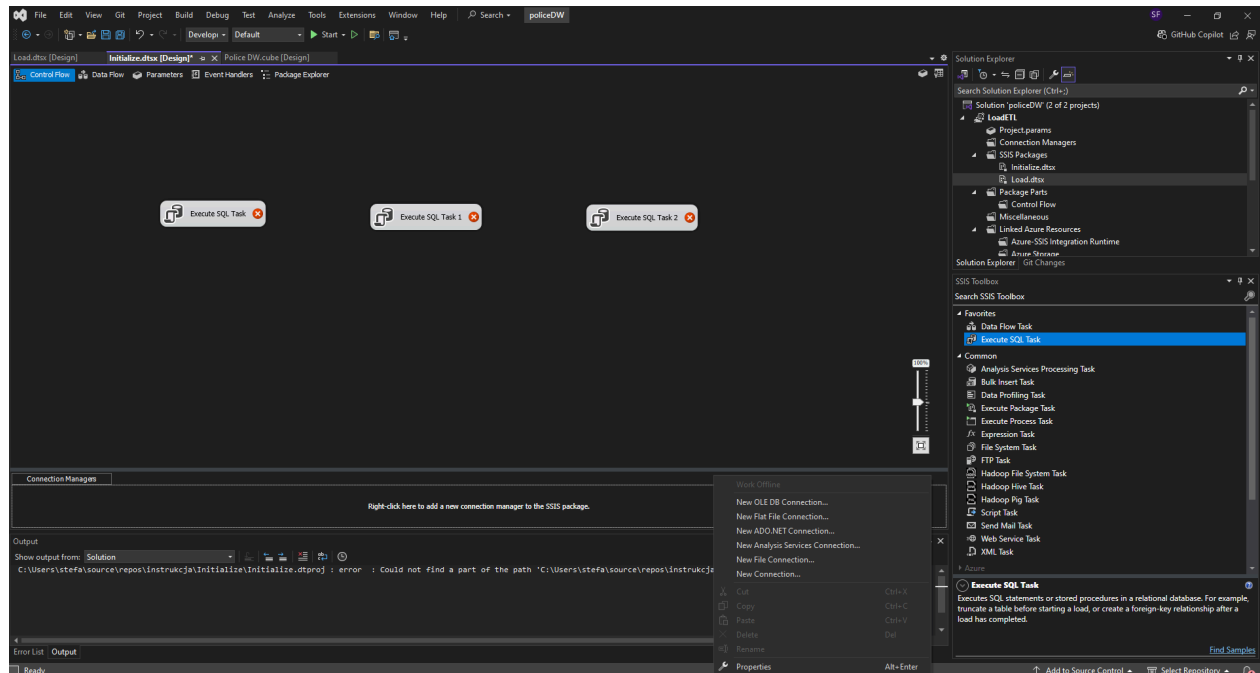 File Edit View Git Project Build Debug Test Analyze Tools Extensions Window Help Search policeDW SF
Develop Default Start GitHub Copilot
Load.dtsx [Design] Initialize.dtsx [Design]* Police DW.cube [Design]
Control Flow Data Flow Parameters Event Handlers Package Explorer
Execute SQL Task
Execute SQL Task 1
Execute SQL Task 2
100%
Connection Managers
Right-click here to add a new connection manager to the SSIS package.
Output
Show output from: Solution
C:\Users\stefa\source\repos\instrukcja\Initialize\Initialize.dtproj : error : Could not find a part of the path 'C:\Users\stefa\source\repos\instrukcja
Error List Output
Ready
Work Offline
New OLE DB Connection...
New Flat File Connection...
New ADO.NET Connection...
New Analysis Services Connection...
New File Connection...
New Connection...
Cut Ctrl+X
Copy Ctrl+C
Paste Ctrl+V
Delete Del
Rename
Properties Alt+Enter
Solution Explorer
Search Solution Explorer (Ctrl+;)
Solution 'policeDW' (2 of 2 projects)
LoadETL
Project.params
Connection Managers
SSIS Packages
Initialize.dtsx
Load.dtsx
Package Parts
Control Flow
Miscellaneous
Linked Azure Resources
Azure-SSIS Integration Runtime
Azure Storage
Solution Explorer Git Changes
SSIS Toolbox
Search SSIS Toolbox
Favorites
Data Flow Task
Execute SQL Task
Common
Analysis Services Processing Task
Bulk Insert Task
Data Profiling Task
Execute Package Task
Execute Process Task
Expression Task
File System Task
FTP Task
Hadoop File System Task
Hadoop Hive Task
Hadoop Pig Task
Script Task
Send Mail Task
Web Service Task
XML Task
Azure
Execute SQL Task
Executes SQL statements or stored procedures in a relational database. For example,
truncate a table before starting a load, or create a foreign-key relationship after a
load has completed.
Find Samples
Add to Source Control Select Repository